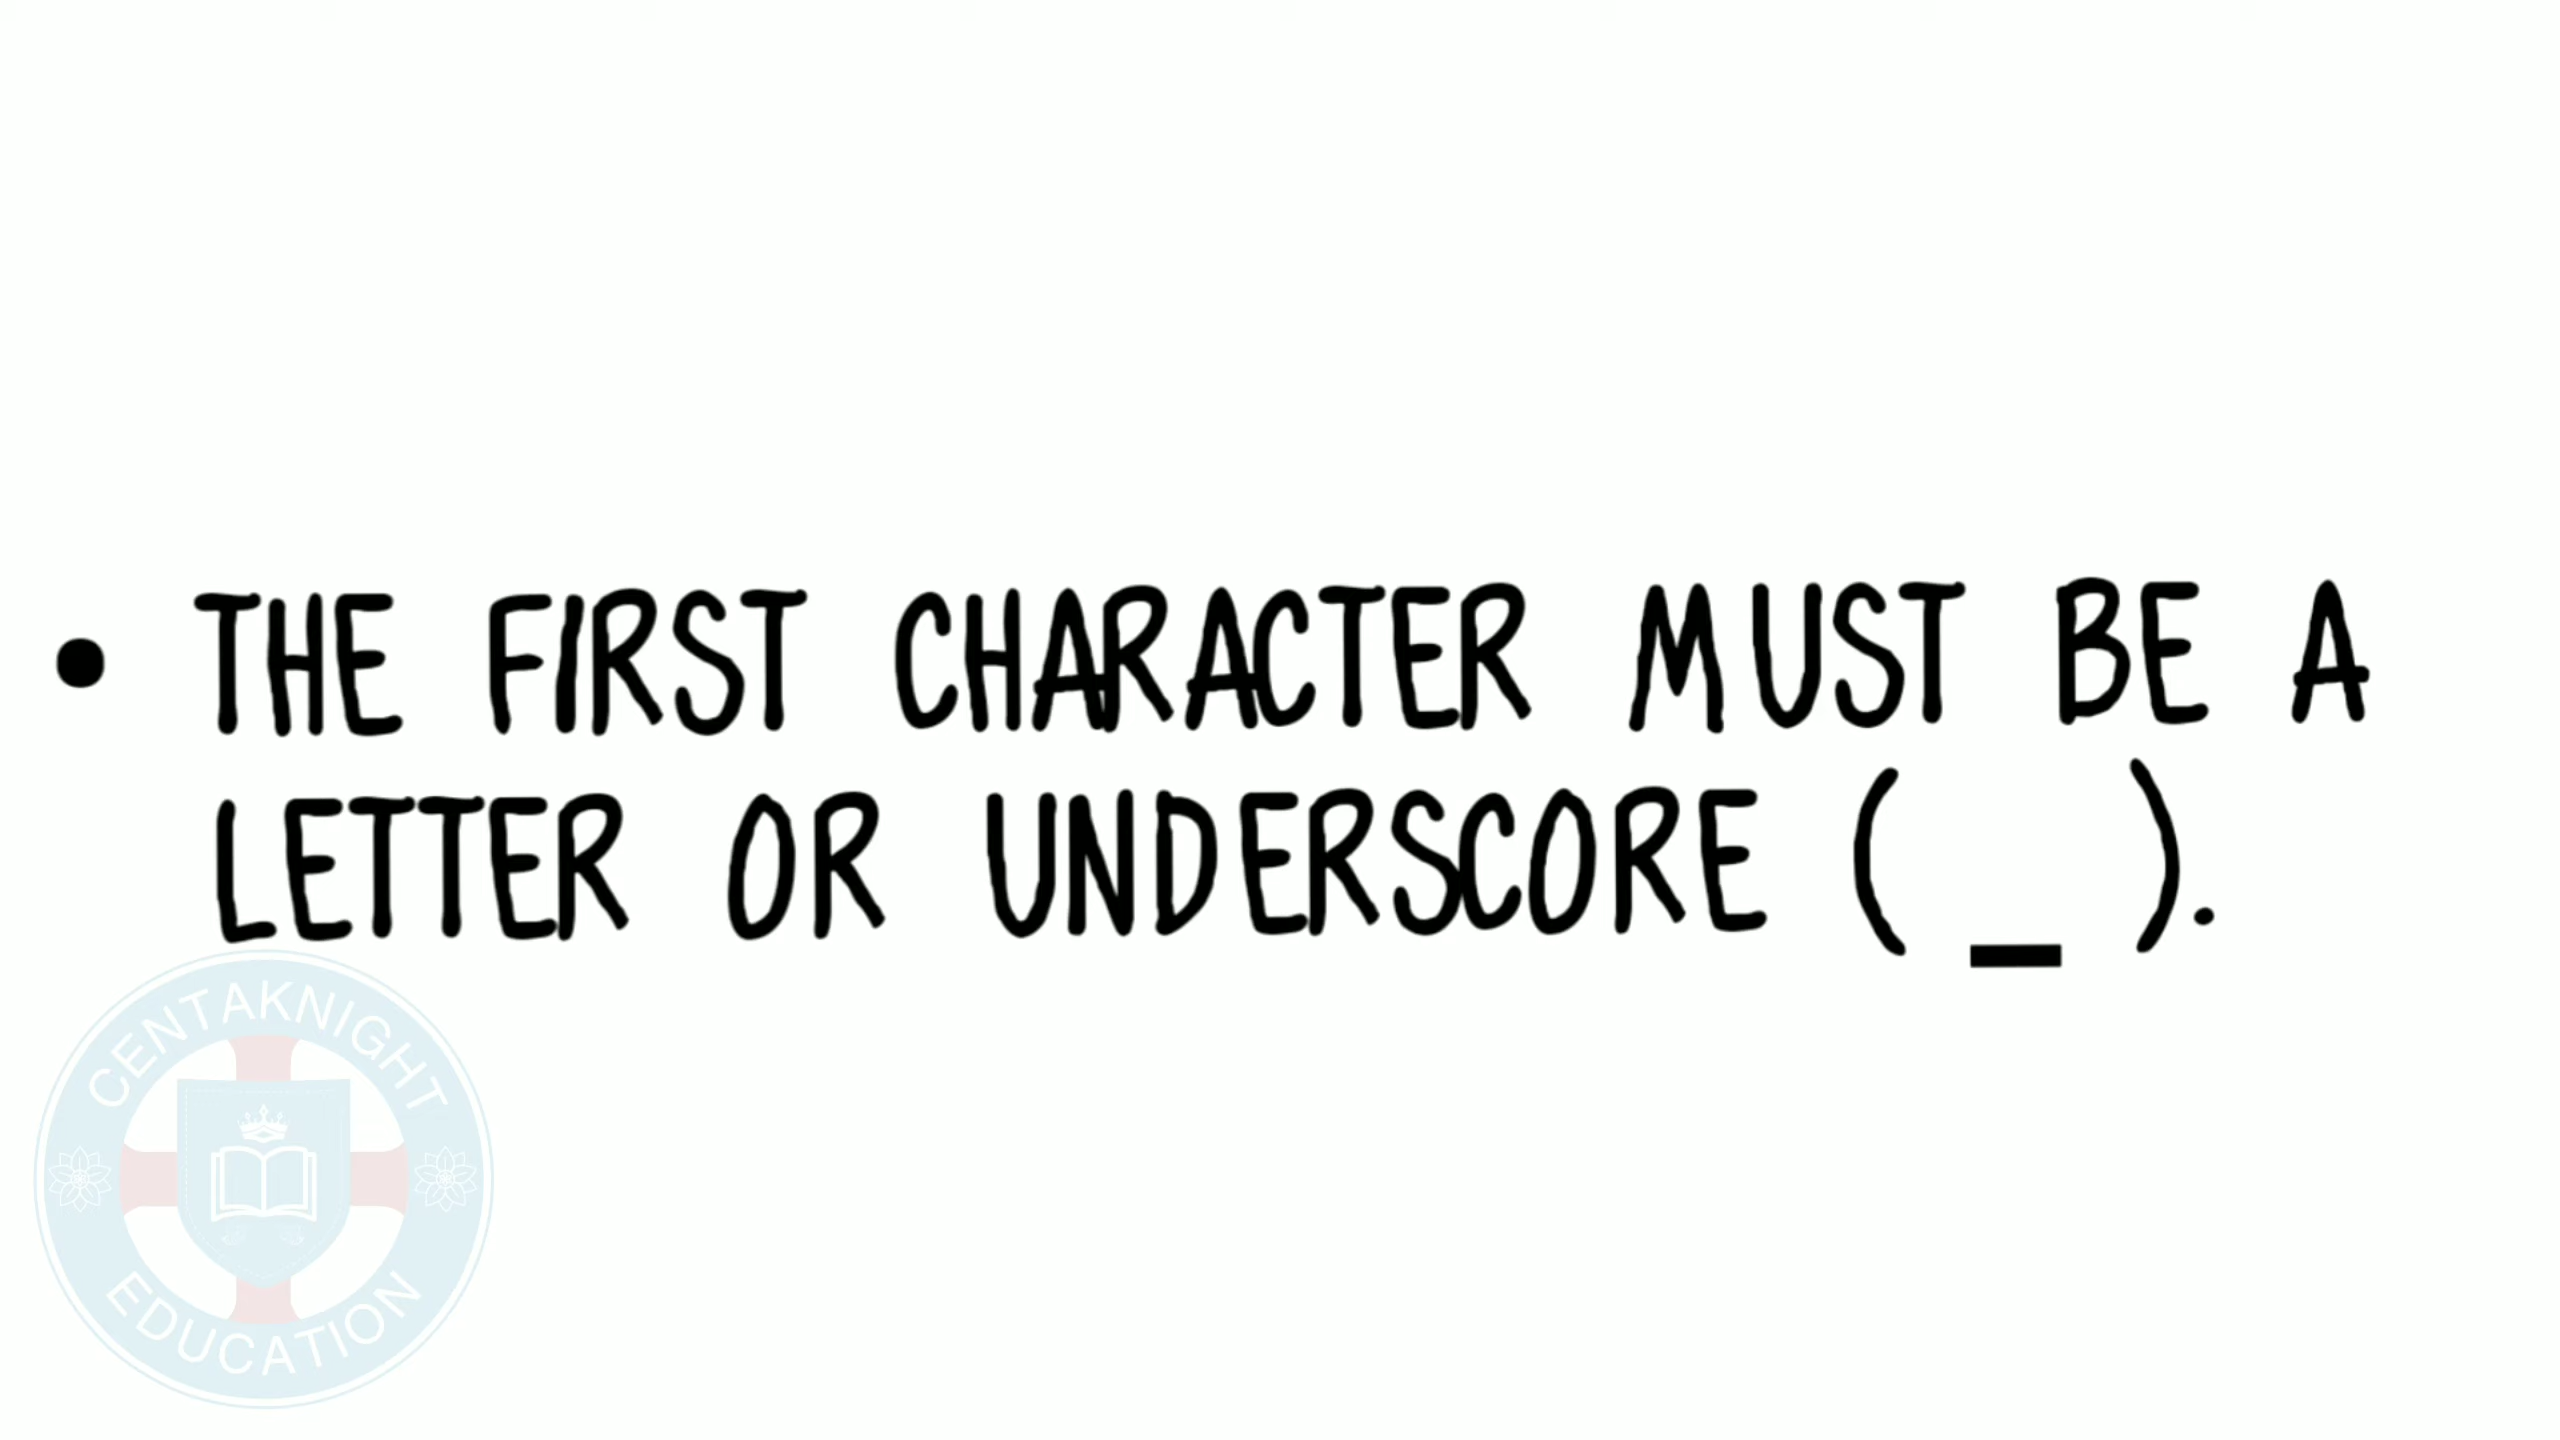 • THE FIRST CHARACTER MUST BE A
LETTER OR UNDERSCORE ( _ ).
CENTAKNIGHT
EDUCATION